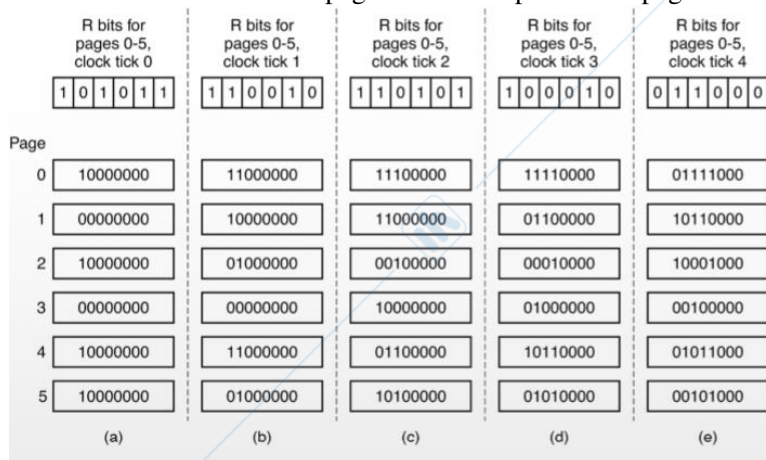 R bits for pages 0-5, clock tick 0
R bits for pages 0-5, clock tick 1
R bits for pages 0-5, clock tick 2
R bits for pages 0-5, clock tick 3
R bits for pages 0-5, clock tick 4
1 0 1 0 1 1
1 1 0 0 1 0
1 1 0 1 0 1
1 0 0 0 1 0
0 1 1 0 0 0
Page
0 10000000 11000000 11100000 11110000 01111000
1 00000000 10000000 11000000 01100000 10110000
2 10000000 01000000 00100000 00010000 10001000
3 00000000 00000000 10000000 01000000 00100000
4 10000000 11000000 01100000 10110000 01011000
5 10000000 01000000 10100000 01010000 00101000
(a) (b) (c) (d) (e)